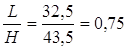 L/H = 32,5/43,5 = 0,75